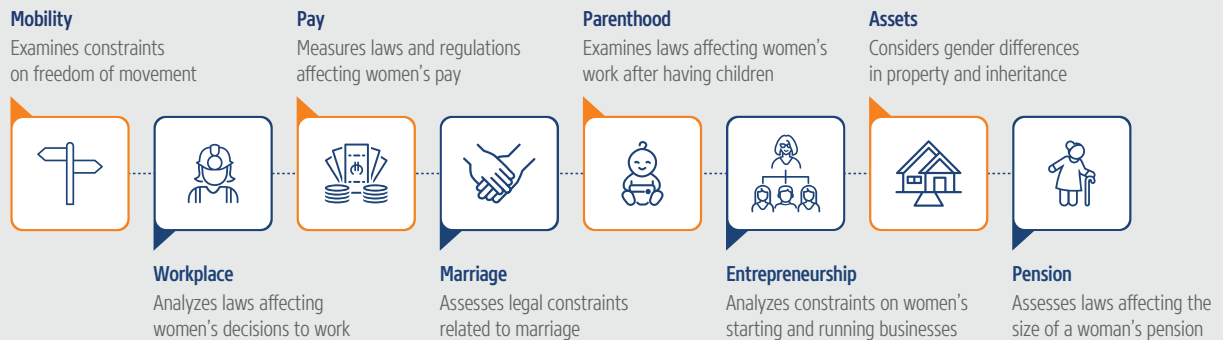 Mobility
Examines constraints
on freedom of movement
Pay
Measures laws and regulations
affecting women's pay
Parenthood
Examines laws affecting women's
work after having children
Assets
Considers gender differences
in property and inheritance
Workplace
Analyzes laws affecting
women's decisions to work
Marriage
Assesses legal constraints
related to marriage
Entrepreneurship
Analyzes constraints on women's
starting and running businesses
Pension
Assesses laws affecting the
size of a woman's pension